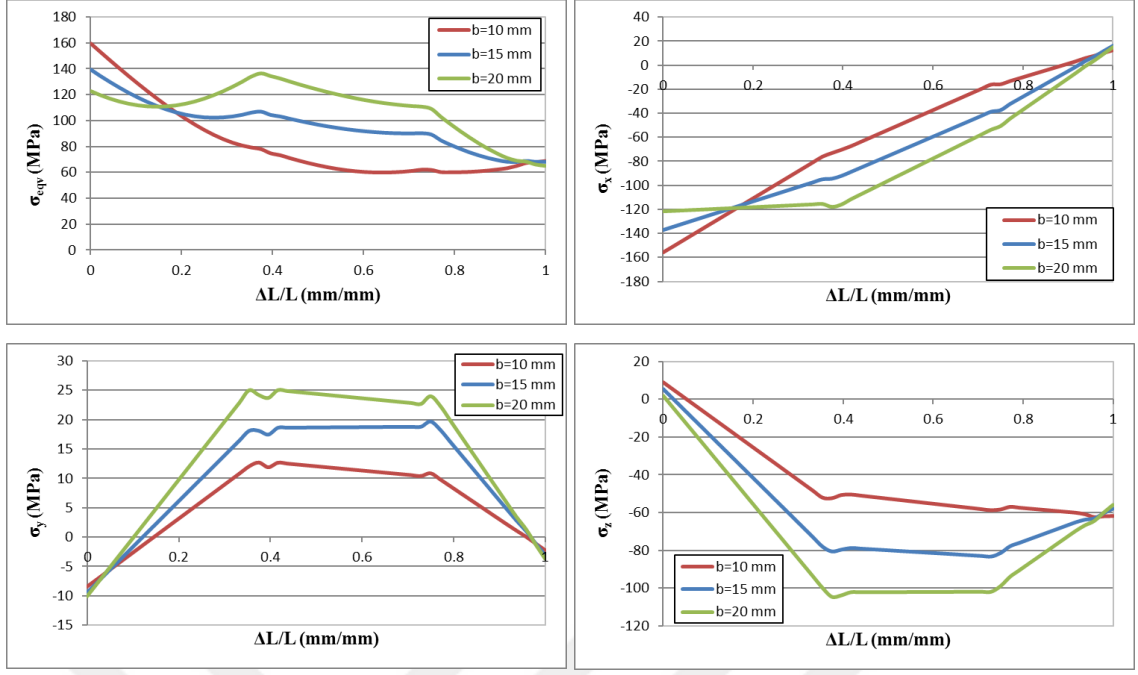 180
160
140
120
100
80
60
40
20
0
σeqv (MPa)
0 0.2 0.4 0.6 0.8 1
ΔL/L (mm/mm)
b=10 mm
b=15 mm
b=20 mm
40
20
0
-20
-40
-60
-80
-100
-120
-140
-160
-180
σx (MPa)
0 0.2 0.4 0.6 0.8 1
ΔL/L (mm/mm)
b=10 mm
b=15 mm
b=20 mm
30
25
20
15
10
5
0
-5
-10
-15
σy (MPa)
0 0.2 0.4 0.6 0.8 1
ΔL/L (mm/mm)
b=10 mm
b=15 mm
b=20 mm
20
0
-20
-40
-60
-80
-100
-120
σz (MPa)
0 0.2 0.4 0.6 0.8 1
ΔL/L (mm/mm)
b=10 mm
b=15 mm
b=20 mm